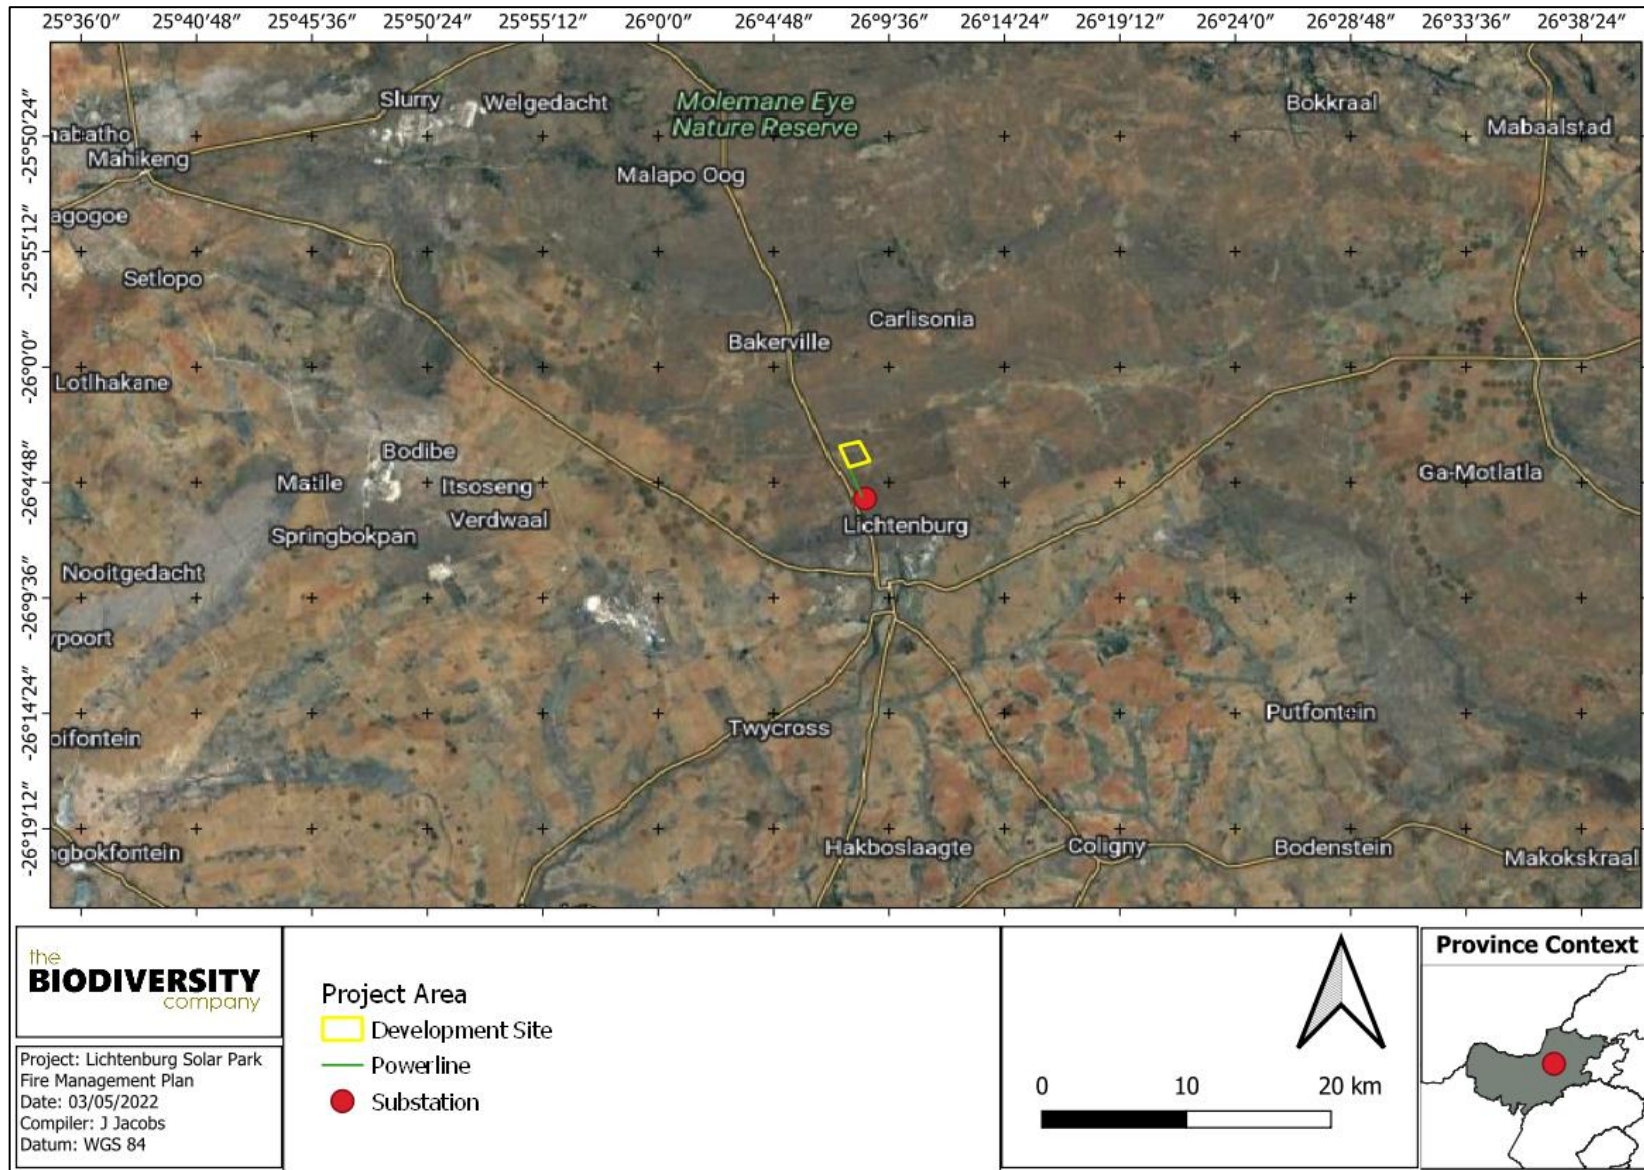 25°36′0″ 25°40′48″ 25°45′36″ 25°50′24″ 25°55′12″ 26°0′0″ 26°4′48″ 26°9′36″ 26°14′24″ 26°19′12″ 26°24′0″ 26°28′48″ 26°33′36″ 26°38′24″
-25°50′24″
-25°55′12″
-26°0′0″
-26°4′48″
-26°9′36″
-26°14′24″
-26°19′12″
Slurry
Welgedacht
Molemane Eye
Nature Reserve
Bokkraal
Mabaalstad
nabatho
Mahikeng
Malapo Oog
agogoe
Setlopo
Carlisonia
Bakerville
Lotlhakane
Bodibe
Matile
Itsoseng
Verdwaal
Springbokpan
Ga-Motlatla
Lichtenburg
Nooitgedacht
ypoort
oifontein
Twycross
Putfontein
ngbokfontein
Hakboslaagte
Coligny
Bodenstein
Makokskraal
the
BIODIVERSITY
company
Project: Lichtenburg Solar Park
Fire Management Plan
Date: 03/05/2022
Compiler: J Jacobs
Datum: WGS 84
Project Area
Development Site
Powerline
Substation
0 10 20 km
Province Context